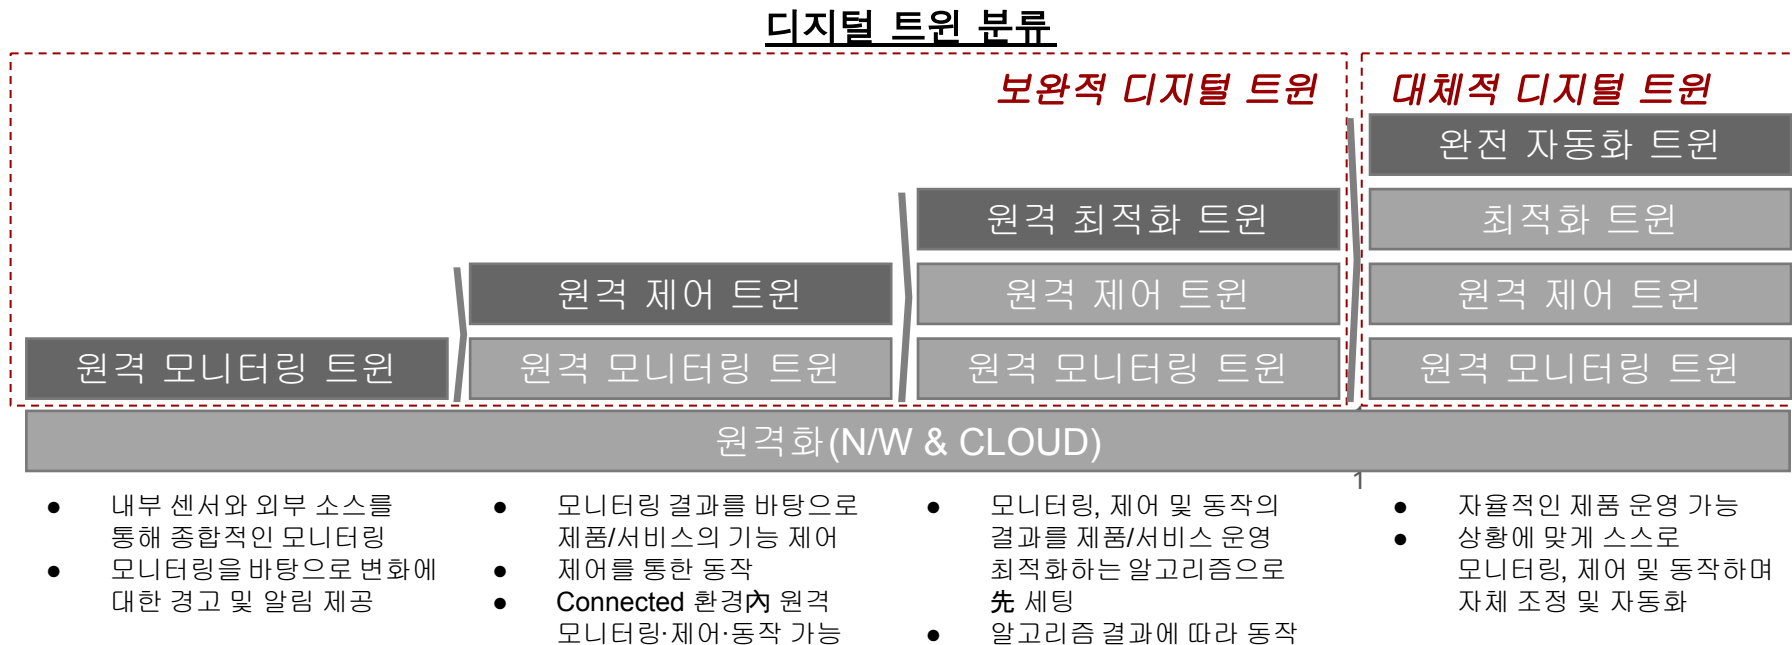 디지털 트윈 분류
보완적 디지털 트윈
대체적 디지털 트윈
완전 자동화 트윈
원격 최적화 트윈
최적화 트윈
원격 제어 트윈
원격 제어 트윈
원격 제어 트윈
원격 모니터링 트윈
원격 모니터링 트윈
원격 모니터링 트윈
원격 모니터링 트윈
원격화(N/W & CLOUD)
1
● 내부 센서와 외부 소스를
통해 종합적인 모니터링
● 모니터링을 바탕으로 변화에
대한 경고 및 알림 제공
● 모니터링 결과를 바탕으로
제품/서비스의 기능 제어
● 제어를 통한 동작
● Connected 환경內 원격
모니터링·제어·동작 가능
● 모니터링, 제어 및 동작의
결과를 제품/서비스 운영
최적화하는 알고리즘으로
先 세팅
● 알고리즘 결과에 따라 동작
● 자율적인 제품 운영 가능
● 상황에 맞게 스스로
모니터링, 제어 및 동작하며
자체 조정 및 자동화